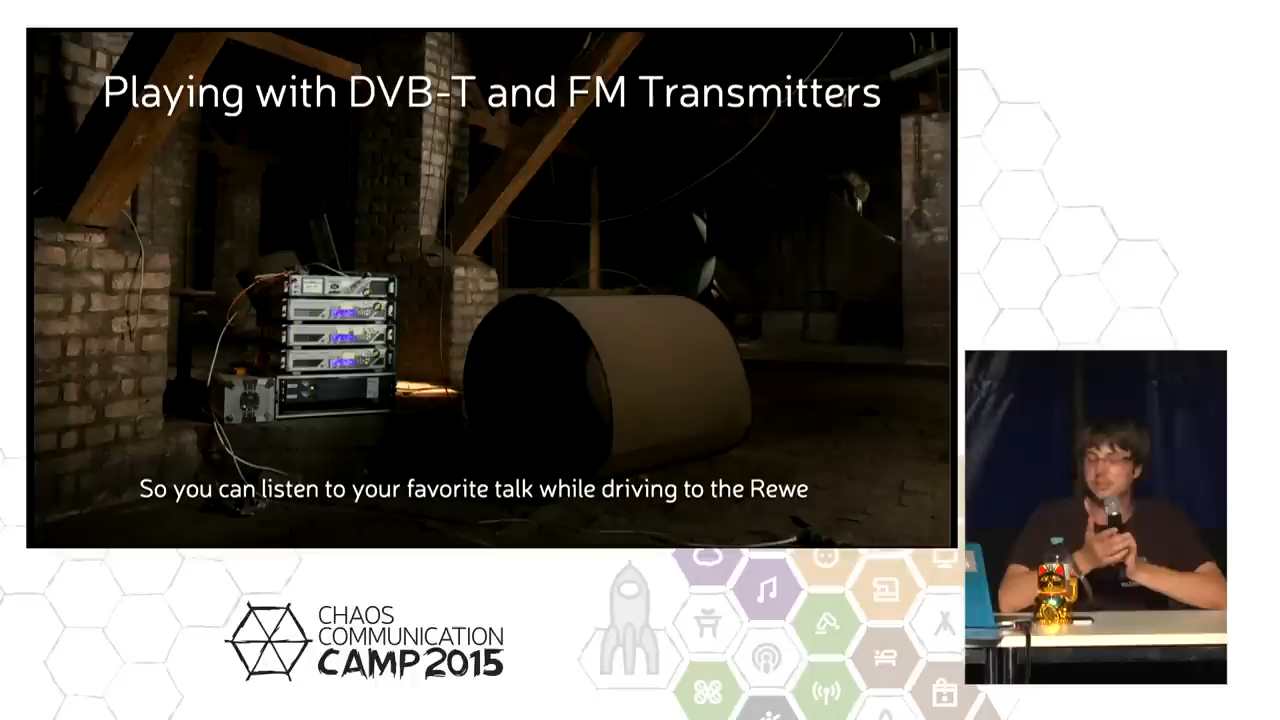 Playing with DVB-T and FM Transmitters
So you can listen to your favorite talk while driving to the Rewe
CHAOS
COMMUNICATION
CAMP 2015